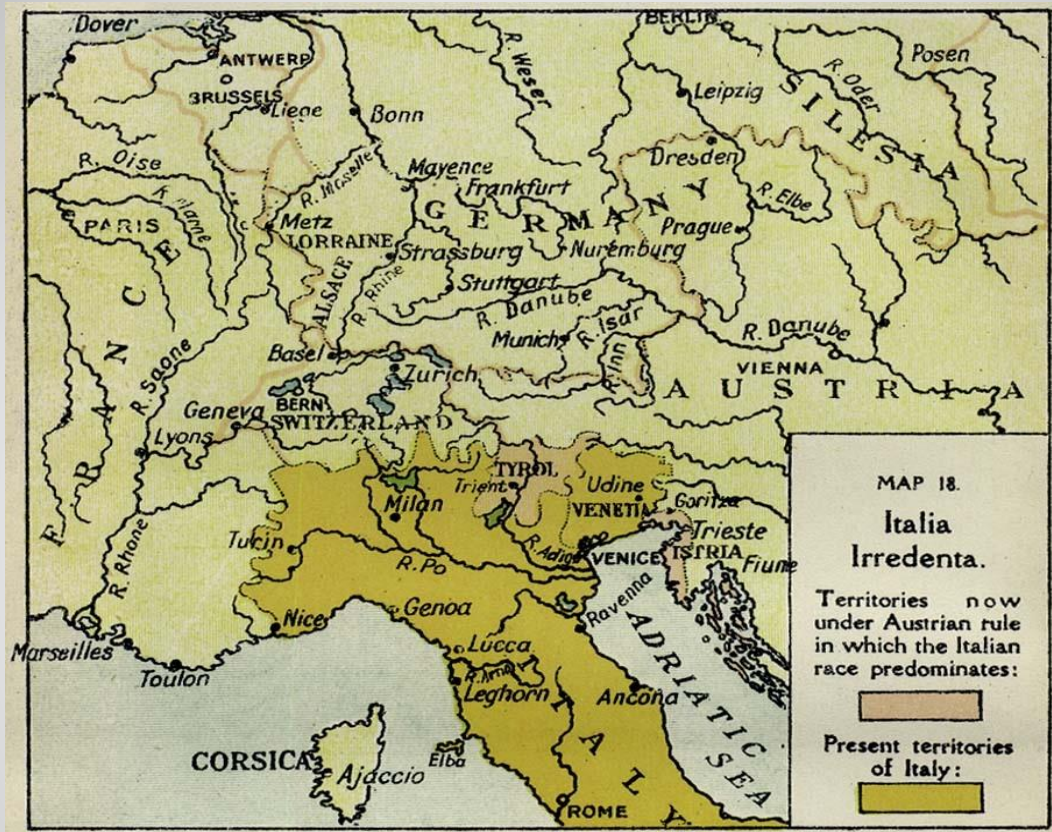 Dover
BERLIN
ANTWERP
BRUSSELS
Liege
Bonn
R. Weser
Leipzig
R. Oder
Posen
SILESIA
R. Oise
R. Moselle
Mayence
Frankfurt
Dresden
R. Elbe
PARIS
Metz
LORRAINE
GERMANY
Prague
Strassburg
Nuremburg
ALSACE
R. Rhine
Stuttgart
R. Danube
Munich
R. Isar
R. Inn
R. Danube
VIENNA
FRANCE
R. Saone
Basel
Zurich
BERN
SWITZERLAND
AUSTRIA
Geneva
Lyons
TYROL
Trient
Milan
Udine
VENETIA
Goritza
Trieste
ISTRIA
Fiume
Turin
R. Po
R. Adige
VENICE
R. Rhone
Nice
Genoa
Ravenna
ADRIATIC SEA
Marseilles
Toulon
Lucca
R. Arno
Leghorn
Ancona
ITALY
CORSICA
Ajaccio
Elba
ROME
MAP 18.
Italia
Irredenta.
Territories now
under Austrian rule
in which the Italian
race predominates:
Present territories
of Italy: